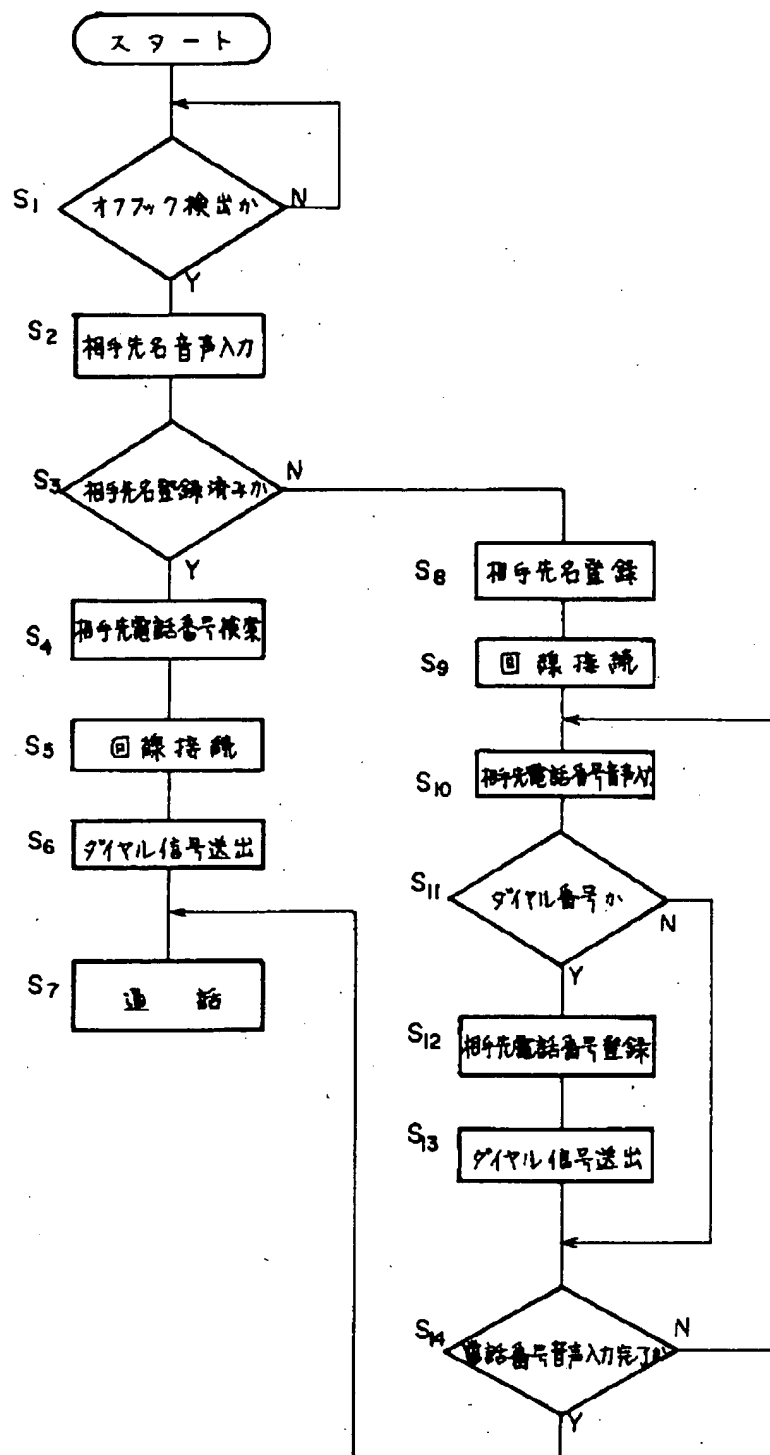 スタート
S1
オフフック検出か
N
Y
S2
相手先名音声入力
S3
相手先名登録済みか
N
Y
S4
相手先電話番号検索
S5
回線接続
S6
ダイヤル信号送出
S7
通話
S8
相手先名登録
S9
回線接続
S10
相手先電話番号音声入力
S11
ダイヤル番号か
N
Y
S12
相手先電話番号登録
S13
ダイヤル信号送出
S14
電話番号音声入力完了か
N
Y